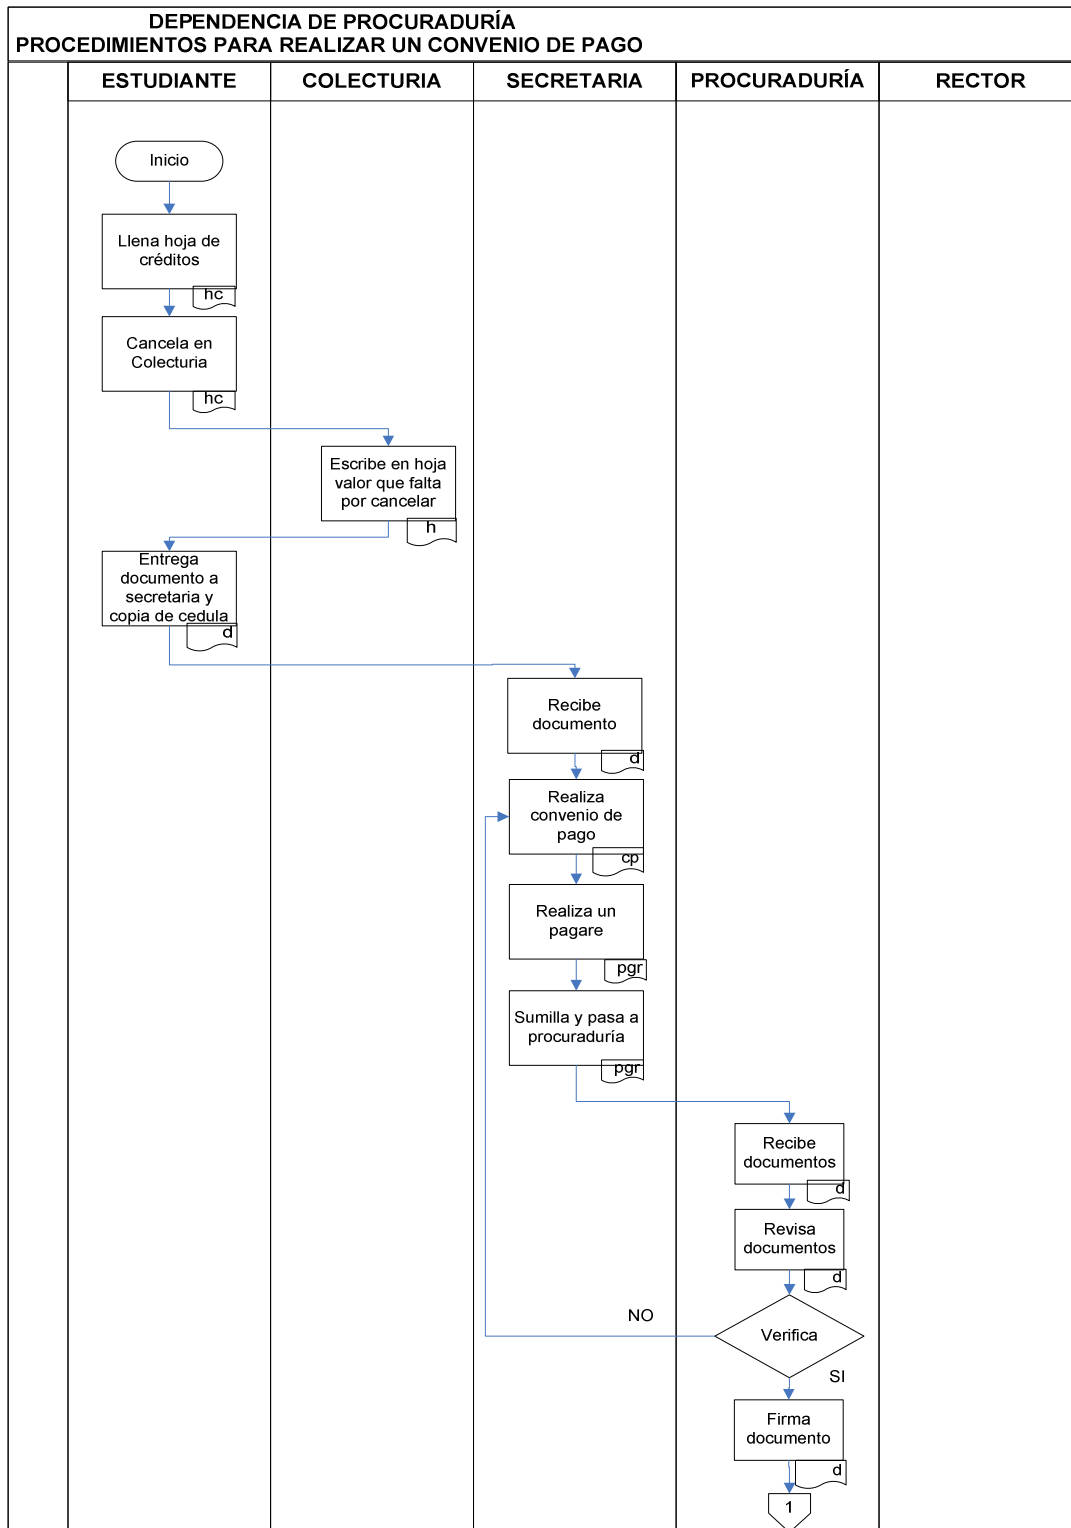 DEPENDENCIA DE PROCURADURÍA
PROCEDIMIENTOS PARA REALIZAR UN CONVENIO DE PAGO
ESTUDIANTE
COLECTURIA
SECRETARIA
PROCURADURÍA
RECTOR
Inicio
Llena hoja de
créditos
hc
Cancela en
Colecturia
hc
Escribe en hoja
valor que falta
por cancelar
h
Entrega
documento a
secretaria y
copia de cedula
d
Recibe
documento
d
Realiza
convenio de
pago
cp
Realiza un
pagare
pgr
Sumilla y pasa a
procuraduría
pgr
Recibe
documentos
d
Revisa
documentos
d
Verifica
NO
SI
Firma
documento
d
1